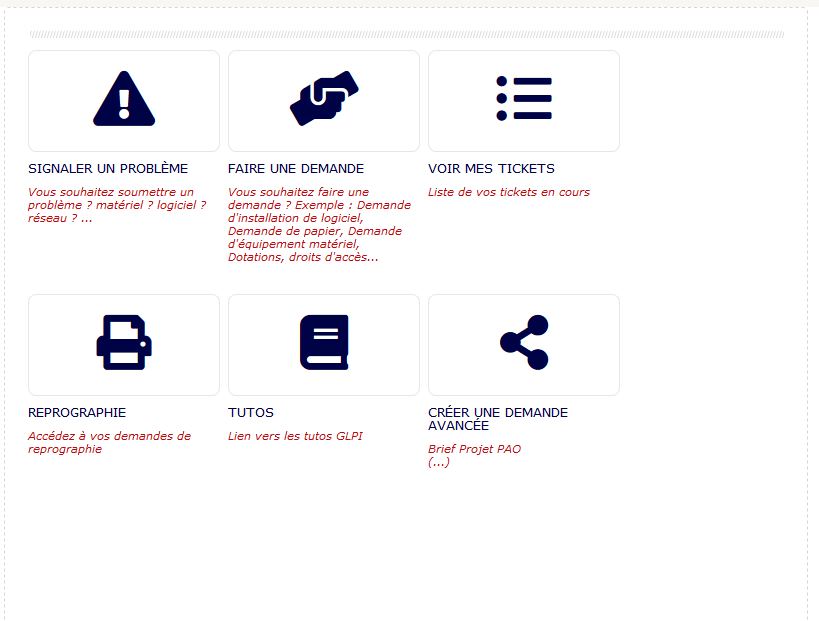 SIGNALER UN PROBLÈME
Vous souhaitez soumettre un
problème ? matériel ? logiciel ?
réseau ? ...
FAIRE UNE DEMANDE
Vous souhaitez faire une
demande ? Exemple : Demande
d'installation de logiciel,
Demande de papier, Demande
d'équipement matériel,
Dotations, droits d'accès...
VOIR MES TICKETS
Liste de vos tickets en cours
REPROGRAPHIE
Accédez à vos demandes de
reprographie
TUTOS
Lien vers les tutos GLPI
CRÉER UNE DEMANDE
AVANCÉE
Brief Projet PAO
(...)